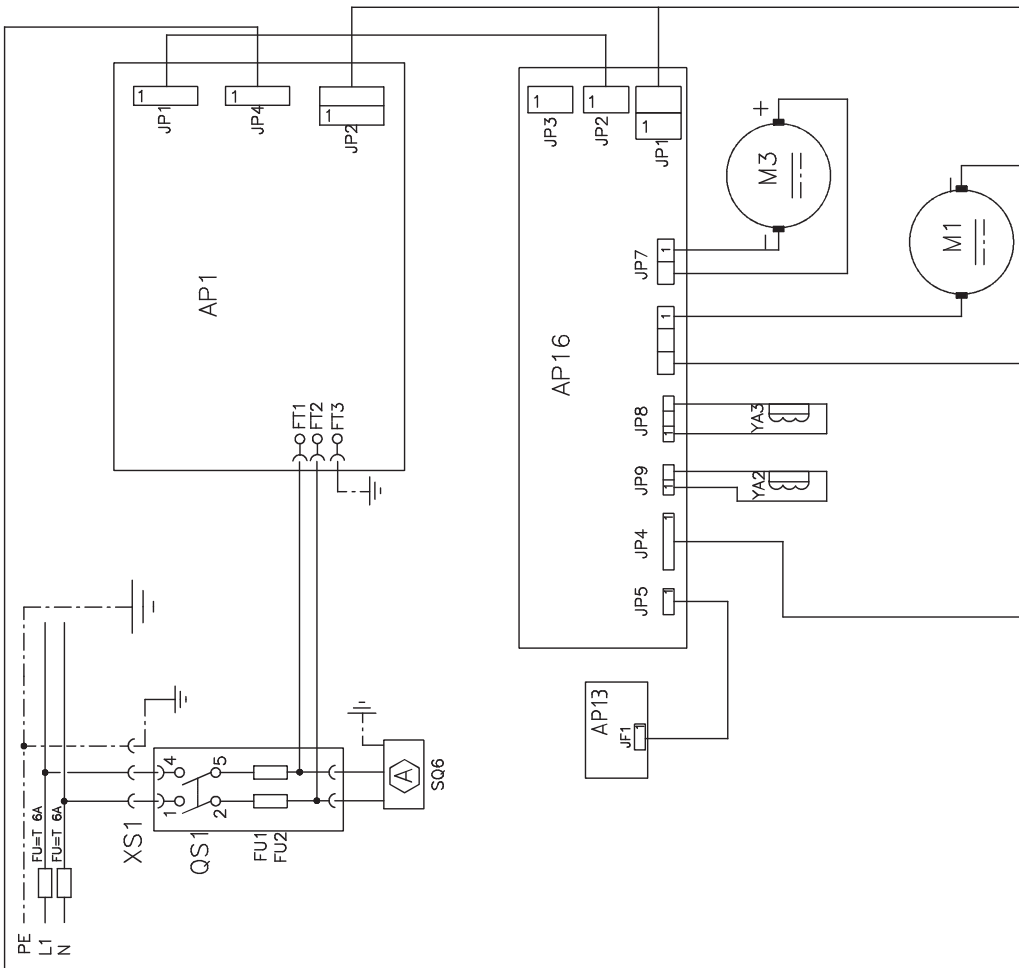 1
JP1
1
JP4
1
JP2
AP1
FT1
FT2
FT3
1
JP3
1
JP2
1
JP1
AP16
JP7
1
1
JP8
1
JP9
1
JP4
1
JP5
1
+
M3
–
–
M1
YA3
YA2
AP13
JF1
1
PE
L1
N
FU=T 6A
FU=T 6A
XS1
QS1
1
4
2
5
FU1
FU2
A
SQ6